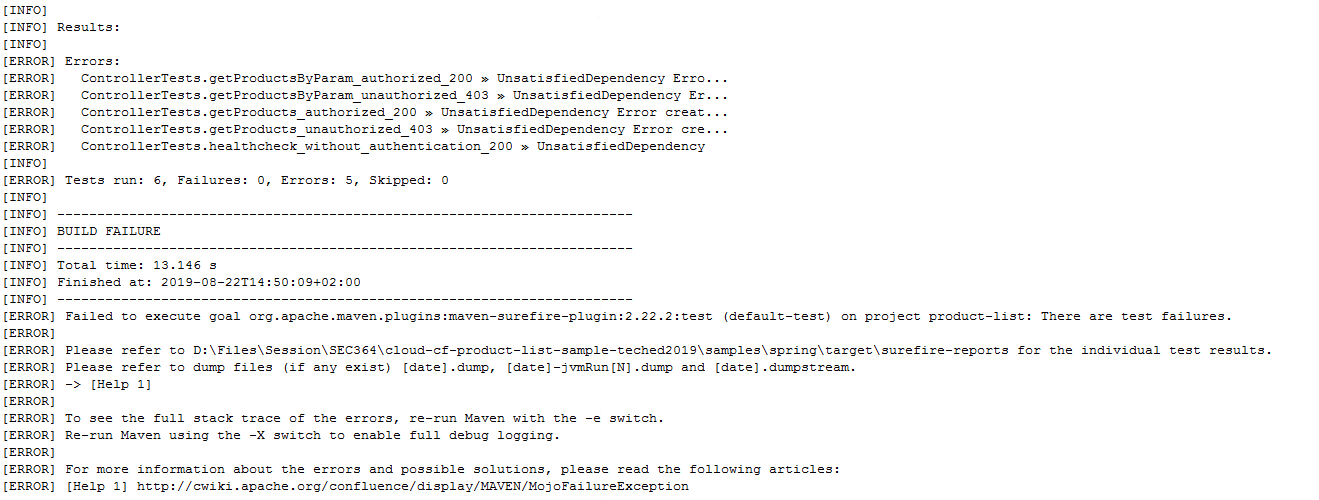 [INFO]
[INFO] Results:
[INFO]
[ERROR] Errors:
[ERROR]   ControllerTests.getProductsByParam_authorized_200 » UnsatisfiedDependency Erro...
[ERROR]   ControllerTests.getProductsByParam_unauthorized_403 » UnsatisfiedDependency Er...
[ERROR]   ControllerTests.getProducts_authorized_200 » UnsatisfiedDependency Error creat...
[ERROR]   ControllerTests.getProducts_unauthorized_403 » UnsatisfiedDependency Error cre...
[ERROR]   ControllerTests.healthcheck_without_authentication_200 » UnsatisfiedDependency
[INFO]
[ERROR] Tests run: 6, Failures: 0, Errors: 5, Skipped: 0
[INFO]
[INFO] ------------------------------------------------------------------------
[INFO] BUILD FAILURE
[INFO] ------------------------------------------------------------------------
[INFO] Total time: 13.146 s
[INFO] Finished at: 2019-08-22T14:50:09+02:00
[INFO] ------------------------------------------------------------------------
[ERROR] Failed to execute goal org.apache.maven.plugins:maven-surefire-plugin:2.22.2:test (default-test) on project product-list: There are test failures.
[ERROR]
[ERROR] Please refer to D:\Files\Session\SEC364\cloud-cf-product-list-sample-teched2019\samples\spring\target\surefire-reports for the individual test results.
[ERROR] Please refer to dump files (if any exist) [date].dump, [date]-jvmRun[N].dump and [date].dumpstream.
[ERROR] -> [Help 1]
[ERROR]
[ERROR] To see the full stack trace of the errors, re-run Maven with the -e switch.
[ERROR] Re-run Maven using the -X switch to enable full debug logging.
[ERROR]
[ERROR] For more information about the errors and possible solutions, please read the following articles:
[ERROR] [Help 1] http://cwiki.apache.org/confluence/display/MAVEN/MojoFailureException